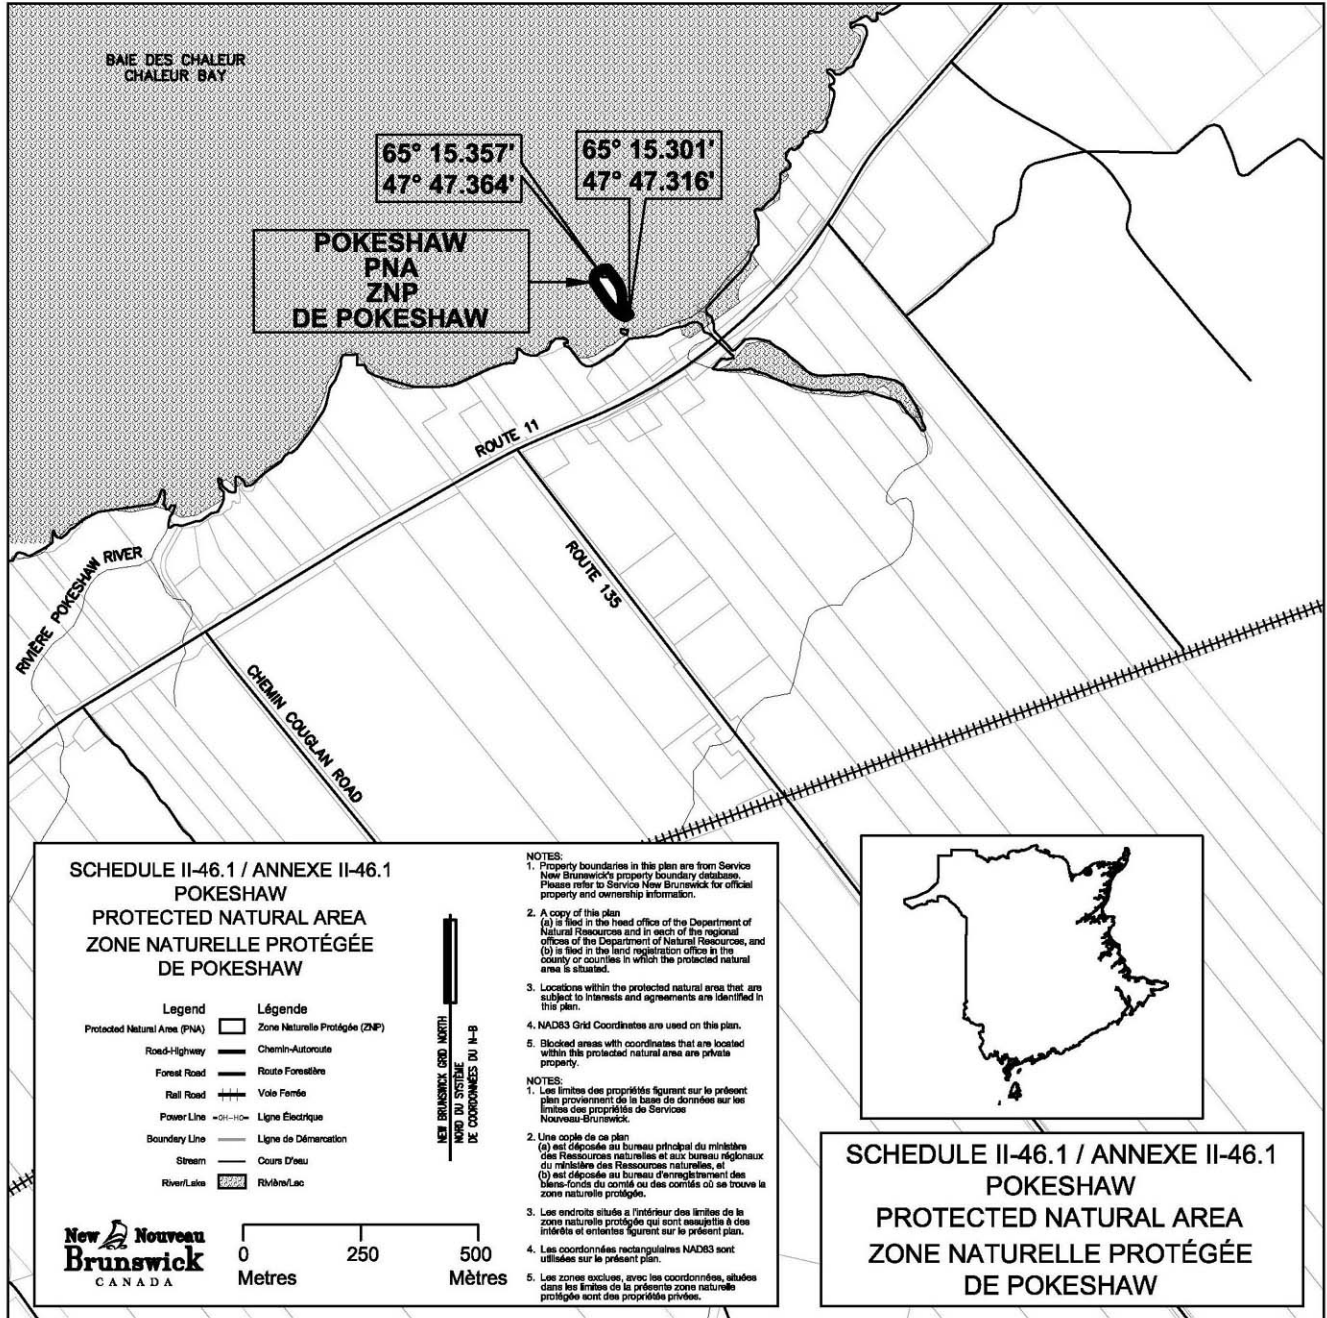 BAIE DES CHALEUR
CHALEUR BAY
65° 15.357'
47° 47.364'
65° 15.301'
47° 47.316'
POKESHAW
PNA
ZNP
DE POKESHAW
ROUTE 11
ROUTE 135
RIVIÈRE POKESHAW RIVER
CHEMIN COUGLAN ROAD
SCHEDULE II-46.1 / ANNEXE II-46.1
POKESHAW
PROTECTED NATURAL AREA
ZONE NATURELLE PROTÉGÉE
DE POKESHAW
Legend Légende
Protected Natural Area (PNA) Zone Naturelle Protégée (ZNP)
Road-Highway Chemin-Autoroute
Forest Road Route Forestière
Rail Road Voie Ferrée
Power Line -OH-HO- Ligne Électrique
Boundary Line Ligne de Démarcation
Stream Cours D'eau
River/Lake Rivière/Lac
NEW BRUNSWICK GRID NORTH
NORD DU SYSTÈME
DE COORDONNÉES DU N-B
New Nouveau
Brunswick
CANADA
0 250 500
Metres Mètres
NOTES:
1. Property boundaries in this plan are from Service
New Brunswick's property boundary database.
Please refer to Service New Brunswick for official
property and ownership information.
2. A copy of this plan
(a) is filed in the head office of the Department of
Natural Resources and in each of the regional
offices of the Department of Natural Resources, and
(b) is filed in the land registration office in the
county or counties in which the protected natural
area is situated.
3. Locations within the protected natural area that are
subject to interests and agreements are identified in
this plan.
4. NAD83 Grid Coordinates are used on this plan.
5. Blocked areas with coordinates that are located
within this protected natural area are private
property.
NOTES:
1. Les limites des propriétés figurant sur le présent
plan proviennent de la base de données sur les
limites des propriétés de Services
Nouveau-Brunswick.
2. Une copie de ce plan
(a) est déposée au bureau principal du ministère
des Ressources naturelles et aux bureau régionaux
du ministère des Ressources naturelles, et
(b) est déposée au bureau d'enregistrement des
biens-fonds du comté ou des comtés où se trouve la
zone naturelle protégée.
3. Les endroits situés a l'intérieur des limites de la
zone naturelle protégée qui sont assujettis à des
intérêts et ententes figurant sur le présent plan.
4. Les coordonnées rectangulaires NAD83 sont
utilisées sur le présent plan.
5. Les zones exclues, avec les coordonnées, situées
dans les limites de la présente zone naturelle
protégée sont des propriétés privées.
SCHEDULE II-46.1 / ANNEXE II-46.1
POKESHAW
PROTECTED NATURAL AREA
ZONE NATURELLE PROTÉGÉE
DE POKESHAW